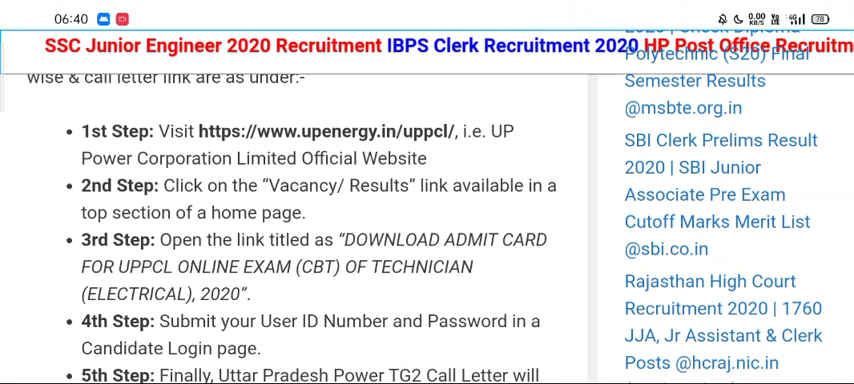 06:40
0.00 KB/S Vo LTE 4G 78
SSC Junior Engineer 2020 Recruitment IBPS Clerk Recruitment 2020 HP Post Office Recruitm
wise & call letter link are as under:-
• 1st Step: Visit https://www.upenergy.in/uppcl/, i.e. UP
Power Corporation Limited Official Website
• 2nd Step: Click on the “Vacancy/ Results” link available in a
top section of a home page.
• 3rd Step: Open the link titled as “DOWNLOAD ADMIT CARD
FOR UPPCL ONLINE EXAM (CBT) OF TECHNICIAN
(ELECTRICAL), 2020”.
• 4th Step: Submit your User ID Number and Password in a
Candidate Login page.
• 5th Step: Finally, Uttar Pradesh Power TG2 Call Letter will
2020 | Check Diploma
Polytechnic (S20) Final
Semester Results
@msbte.org.in
SBI Clerk Prelims Result
2020 | SBI Junior
Associate Pre Exam
Cutoff Marks Merit List
@sbi.co.in
Rajasthan High Court
Recruitment 2020 | 1760
JJA, Jr Assistant & Clerk
Posts @hcraj.nic.in